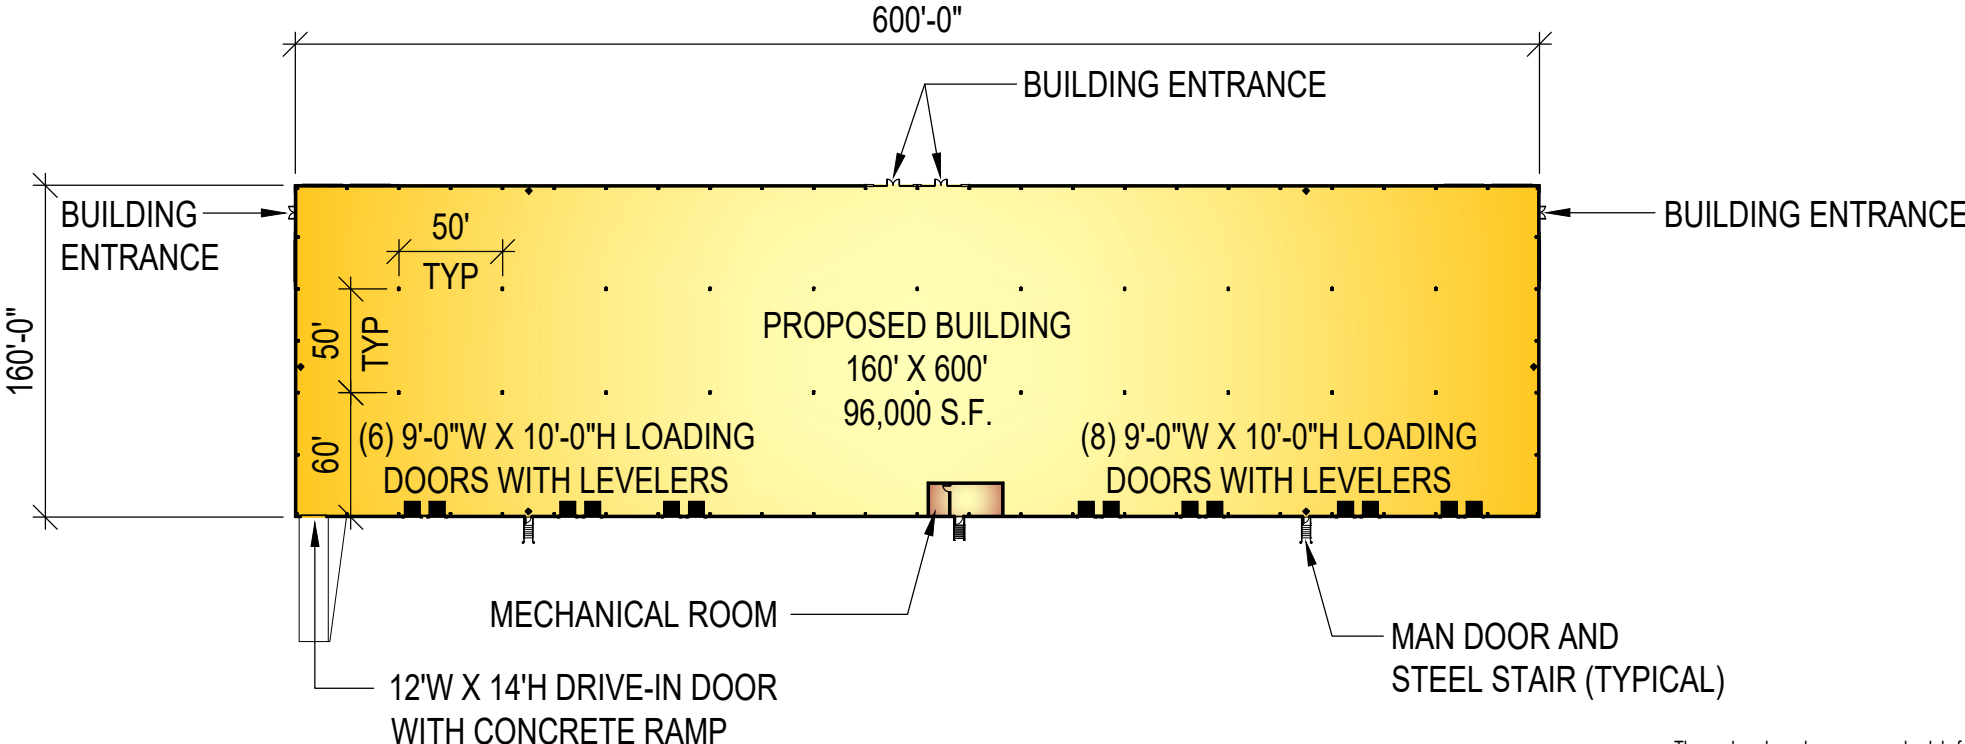 600'-0"
BUILDING ENTRANCE
BUILDING
ENTRANCE
BUILDING ENTRANCE
50'
TYP
160'-0"
50'
TYP
PROPOSED BUILDING
160' X 600'
96,000 S.F.
60'
(6) 9'-0"W X 10'-0"H LOADING
DOORS WITH LEVELERS
(8) 9'-0"W X 10'-0"H LOADING
DOORS WITH LEVELERS
MECHANICAL ROOM
MAN DOOR AND
STEEL STAIR (TYPICAL)
12'W X 14'H DRIVE-IN DOOR
WITH CONCRETE RAMP